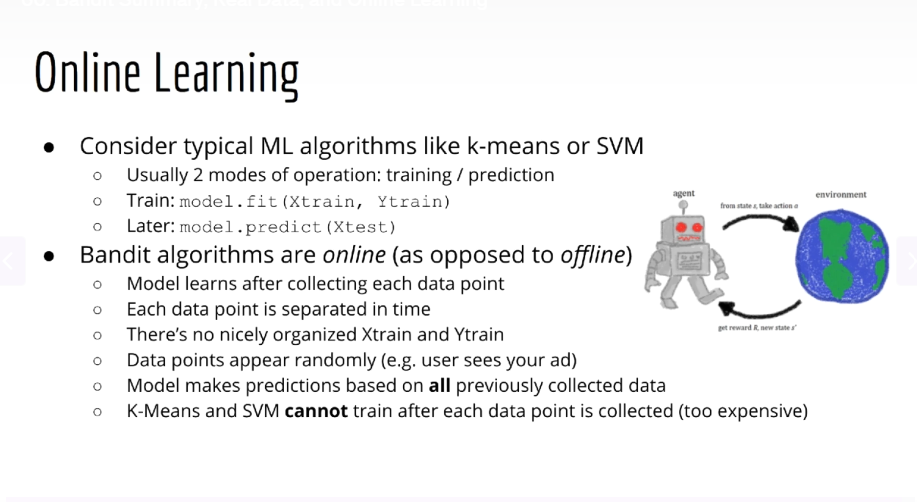 Online Learning
● Consider typical ML algorithms like k-means or SVM
○ Usually 2 modes of operation: training / prediction
○ Train: model.fit(Xtrain, Ytrain)
○ Later: model.predict(Xtest)
● Bandit algorithms are online (as opposed to offline)
○ Model learns after collecting each data point
○ Each data point is separated in time
○ There's no nicely organized Xtrain and Ytrain
○ Data points appear randomly (e.g. user sees your ad)
○ Model makes predictions based on all previously collected data
○ K-Means and SVM cannot train after each data point is collected (too expensive)
agent
from state s, take action a
environment
get reward R, new state s'